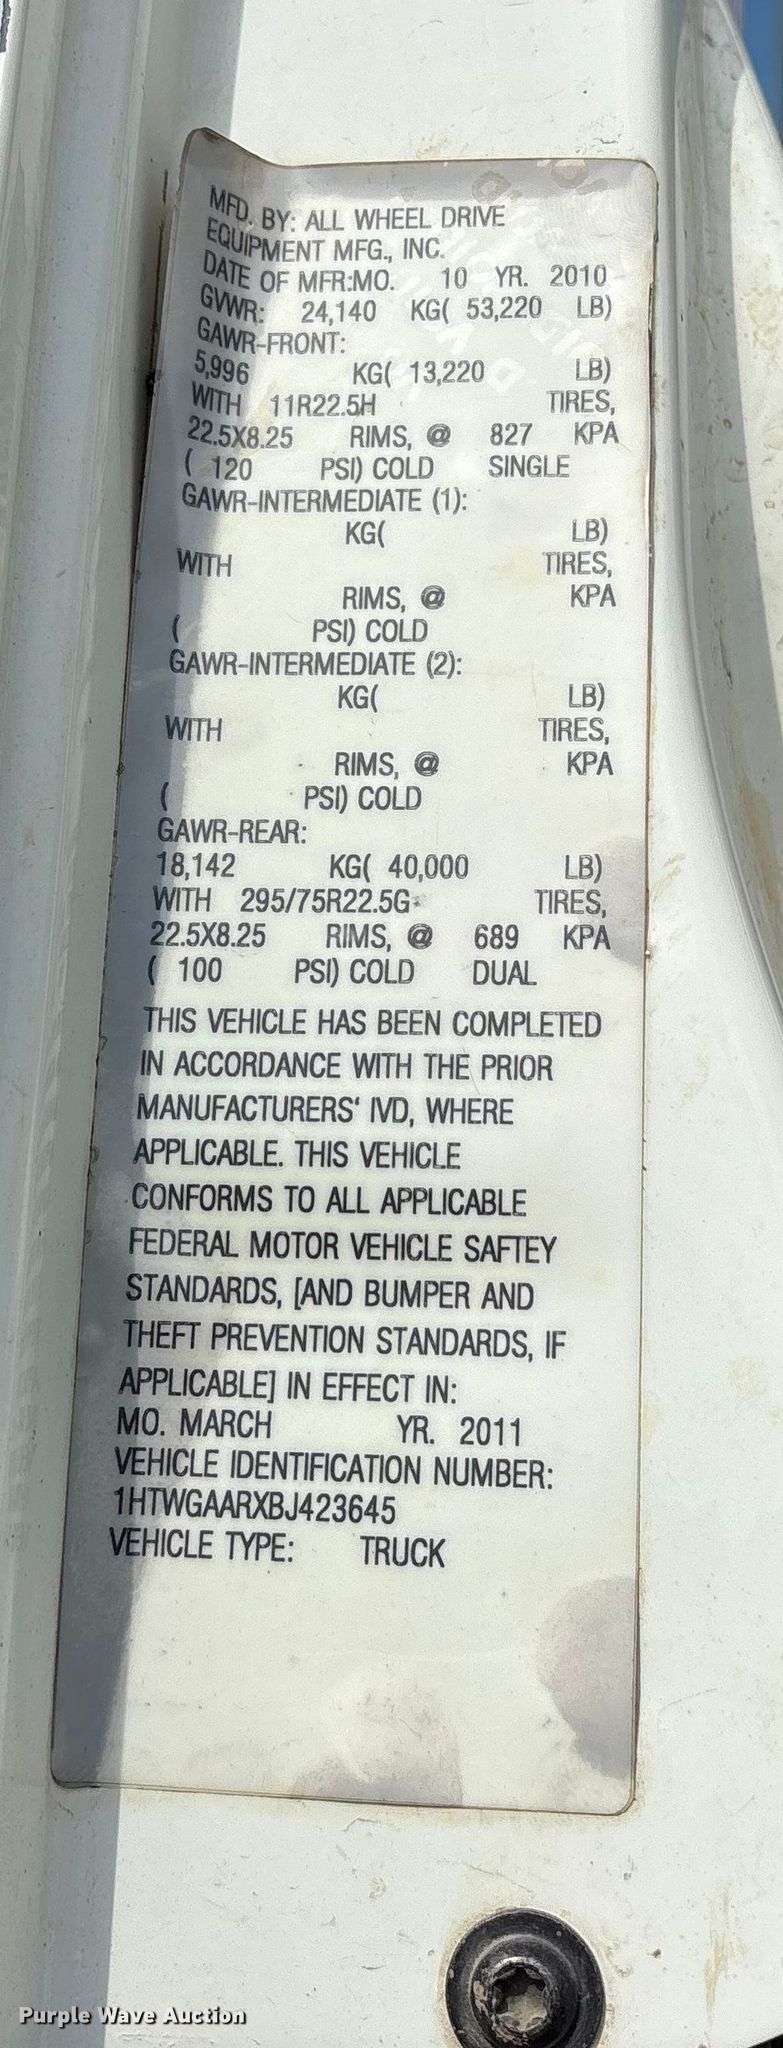 MFD. BY: ALL WHEEL DRIVE
EQUIPMENT MFG., INC.
DATE OF MFR:MO. 10 YR. 2010
GVWR: 24,140 KG( 53,220 LB)
GAWR-FRONT:
5,996 KG( 13,220 LB)
WITH 11R22.5H TIRES,
22.5X8.25 RIMS, @ 827 KPA
( 120 PSI) COLD SINGLE
GAWR-INTERMEDIATE (1):
KG( LB)
WITH TIRES,
RIMS, @ KPA
( PSI) COLD
GAWR-INTERMEDIATE (2):
KG( LB)
WITH TIRES,
RIMS, @ KPA
( PSI) COLD
GAWR-REAR:
18,142 KG( 40,000 LB)
WITH 295/75R22.5G TIRES,
22.5X8.25 RIMS, @ 689 KPA
( 100 PSI) COLD DUAL
THIS VEHICLE HAS BEEN COMPLETED
IN ACCORDANCE WITH THE PRIOR
MANUFACTURERS' IVD, WHERE
APPLICABLE. THIS VEHICLE
CONFORMS TO ALL APPLICABLE
FEDERAL MOTOR VEHICLE SAFTEY
STANDARDS, [AND BUMPER AND
THEFT PREVENTION STANDARDS, IF
APPLICABLE] IN EFFECT IN:
MO. MARCH YR. 2011
VEHICLE IDENTIFICATION NUMBER:
1HTWGAARXBJ423645
VEHICLE TYPE: TRUCK
Purple Wave Auction